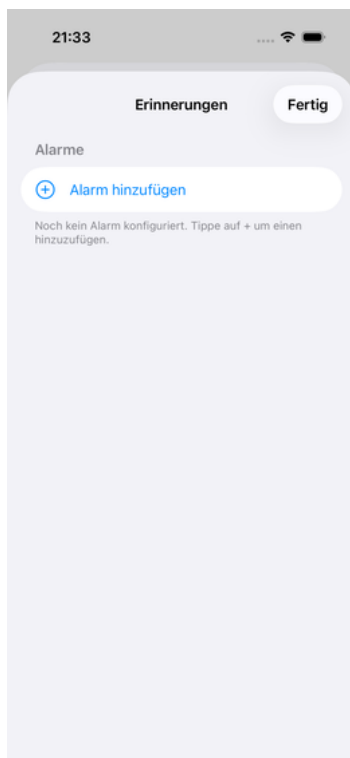 21:33
Erinnerungen
Fertig
Alarme
Alarm hinzufügen
Noch kein Alarm konfiguriert. Tippe auf + um einen
hinzuzufügen.